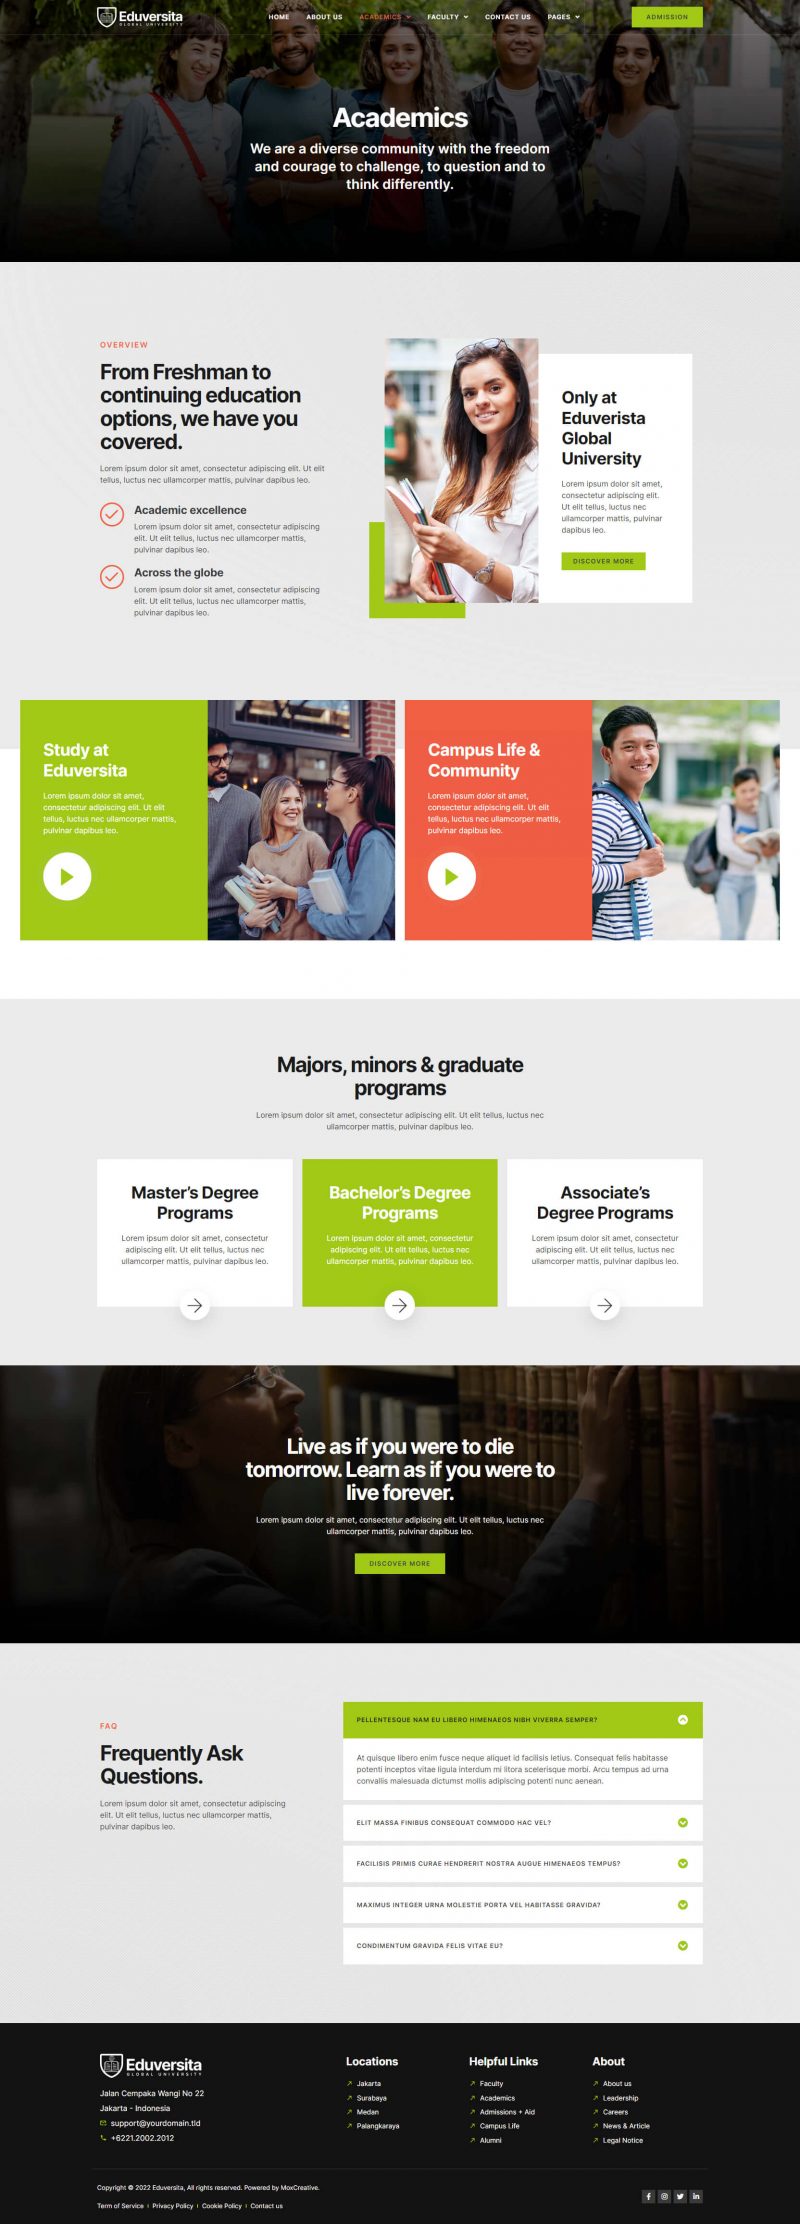 Eduversita
GLOBAL UNIVERSITY
HOME
ABOUT US
ACADEMICS
FACULTY
CONTACT US
PAGES
ADMISSION
Academics
We are a diverse community with the freedom
and courage to challenge, to question and to
think differently.
OVERVIEW
From Freshman to
continuing education
options, we have you
covered.
Lorem ipsum dolor sit amet, consectetur adipiscing elit. Ut elit
tellus, luctus nec ullamcorper mattis, pulvinar dapibus leo.
Academic excellence
Lorem ipsum dolor sit amet, consectetur adipiscing
elit. Ut elit tellus, luctus nec ullamcorper mattis,
pulvinar dapibus leo.
Across the globe
Lorem ipsum dolor sit amet, consectetur adipiscing
elit. Ut elit tellus, luctus nec ullamcorper mattis,
pulvinar dapibus leo.
Only at
Eduverista
Global
University
Lorem ipsum dolor sit amet,
consectetur adipiscing elit.
Ut elit tellus, luctus nec
ullamcorper mattis, pulvinar
dapibus leo.
DISCOVER MORE
Study at
Eduversita
Lorem ipsum dolor sit amet,
consectetur adipiscing elit. Ut elit
tellus, luctus nec ullamcorper mattis,
pulvinar dapibus leo.
Campus Life &
Community
Lorem ipsum dolor sit amet,
consectetur adipiscing elit. Ut elit
tellus, luctus nec ullamcorper mattis,
pulvinar dapibus leo.
Majors, minors & graduate
programs
Lorem ipsum dolor sit amet, consectetur adipiscing elit. Ut elit tellus, luctus nec
ullamcorper mattis, pulvinar dapibus leo.
Master's Degree
Programs
Lorem ipsum dolor sit amet, consectetur
adipiscing elit. Ut elit tellus, luctus nec
ullamcorper mattis, pulvinar dapibus leo.
Bachelor's Degree
Programs
Lorem ipsum dolor sit amet, consectetur
adipiscing elit. Ut elit tellus, luctus nec
ullamcorper mattis, pulvinar dapibus leo.
Associate's
Degree Programs
Lorem ipsum dolor sit amet, consectetur
adipiscing elit. Ut elit tellus, luctus nec
ullamcorper mattis, pulvinar dapibus leo.
Live as if you were to die
tomorrow. Learn as if you were to
live forever.
Lorem ipsum dolor sit amet, consectetur adipiscing elit. Ut elit tellus, luctus nec
ullamcorper mattis, pulvinar dapibus leo.
DISCOVER MORE
FAQ
Frequently Ask
Questions.
Lorem ipsum dolor sit amet, consectetur adipiscing
elit. Ut elit tellus, luctus nec ullamcorper mattis,
pulvinar dapibus leo.
PELLENTESQUE NAM EU LIBERO HIMENAEOS NIBH VIVERRA SEMPER?
At quisque libero enim fusce neque aliquet id facilisis letius. Consequat felis habitasse
potenti inceptos vitae ligula interdum mi litora scelerisque morbi. Arcu tempus ad urna
convallis malesuada dictumst mollis adipiscing potenti nunc aenean.
ELIT MASSA FINIBUS CONSEQUAT COMMODO HAC VEL?
FACILISIS PRIMIS CURAE HENDRERIT NOSTRA AUGUE HIMENAEOS TEMPUS?
MAXIMUS INTEGER URNA MOLESTIE PORTA VEL HABITASSE GRAVIDA?
CONDIMENTUM GRAVIDA FELIS VITAE EU?
Eduversita
GLOBAL UNIVERSITY
Jalan Cempaka Wangi No 22
Jakarta - Indonesia
support@yourdomain.tld
+6221.2002.2012
Locations
Jakarta
Surabaya
Medan
Palangkaraya
Helpful Links
Faculty
Academics
Admissions + Aid
Campus Life
Alumni
About
About us
Leadership
Careers
News & Article
Legal Notice
Copyright © 2022 Eduversita, All rights reserved. Powered by MoxCreative.
Term of Service
Privacy Policy
Cookie Policy
Contact us